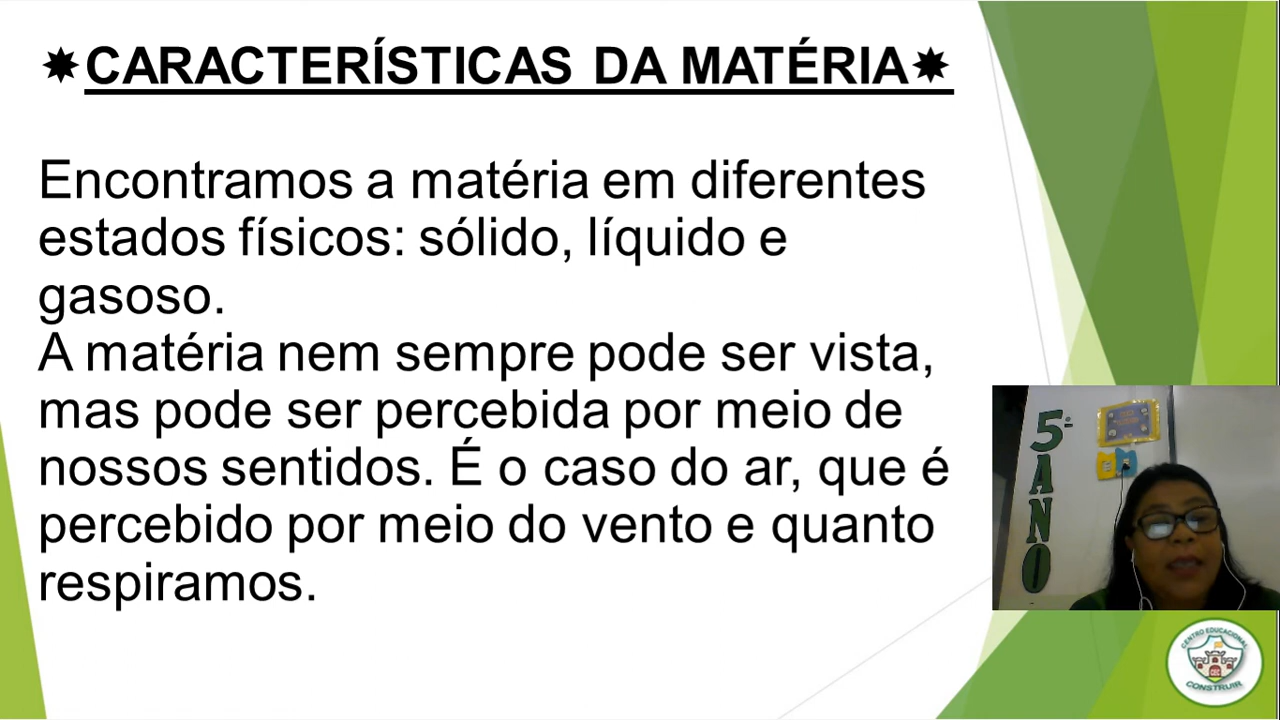 ✸CARACTERÍSTICAS DA MATÉRIA✸
Encontramos a matéria em diferentes
estados físicos: sólido, líquido e
gasoso.
A matéria nem sempre pode ser vista,
mas pode ser percebida por meio de
nossos sentidos. É o caso do ar, que é
percebido por meio do vento e quanto
respiramos.
5º
ANO
CENTRO EDUCACIONAL
CONSTRUIR